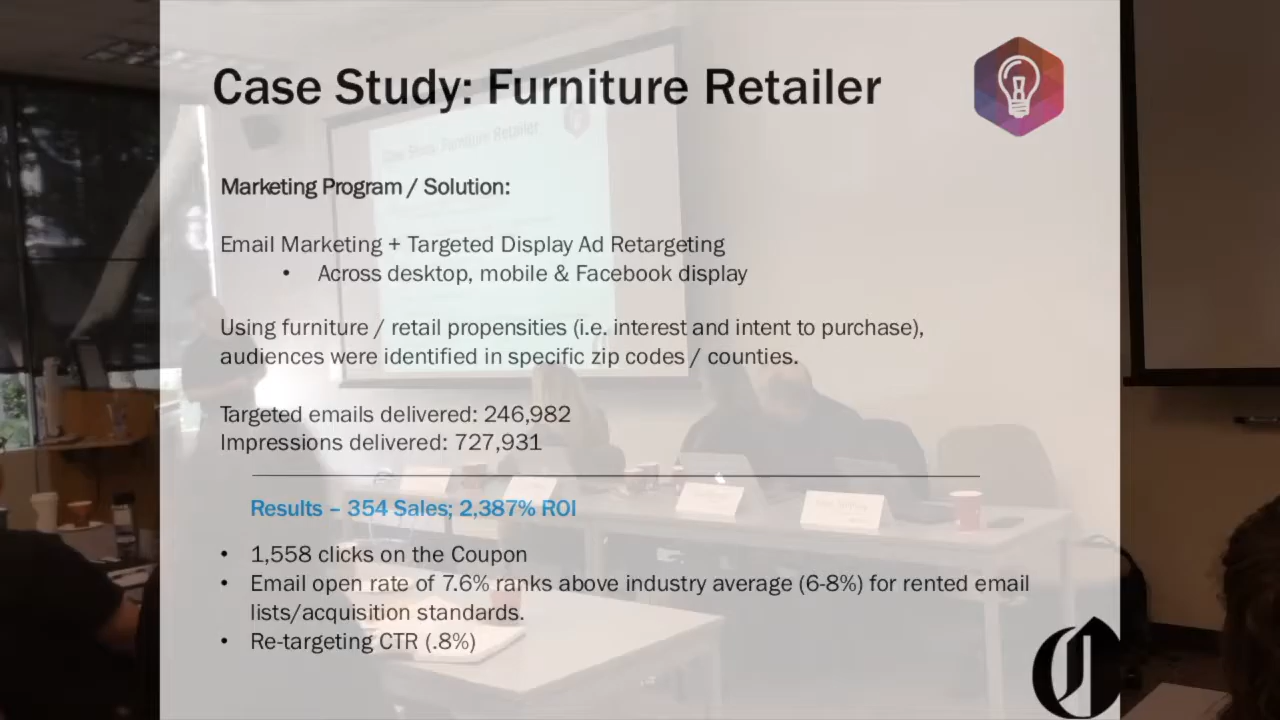 Case Study: Furniture Retailer
Marketing Program / Solution:
Email Marketing + Targeted Display Ad Retargeting
• Across desktop, mobile & Facebook display
Using furniture / retail propensities (i.e. interest and intent to purchase),
audiences were identified in specific zip codes / counties.
Targeted emails delivered: 246,982
Impressions delivered: 727,931
Results – 354 Sales; 2,387% ROI
• 1,558 clicks on the Coupon
• Email open rate of 7.6% ranks above industry average (6-8%) for rented email
lists/acquisition standards.
• Re-targeting CTR (.8%)
Case Study: Furniture Retailer